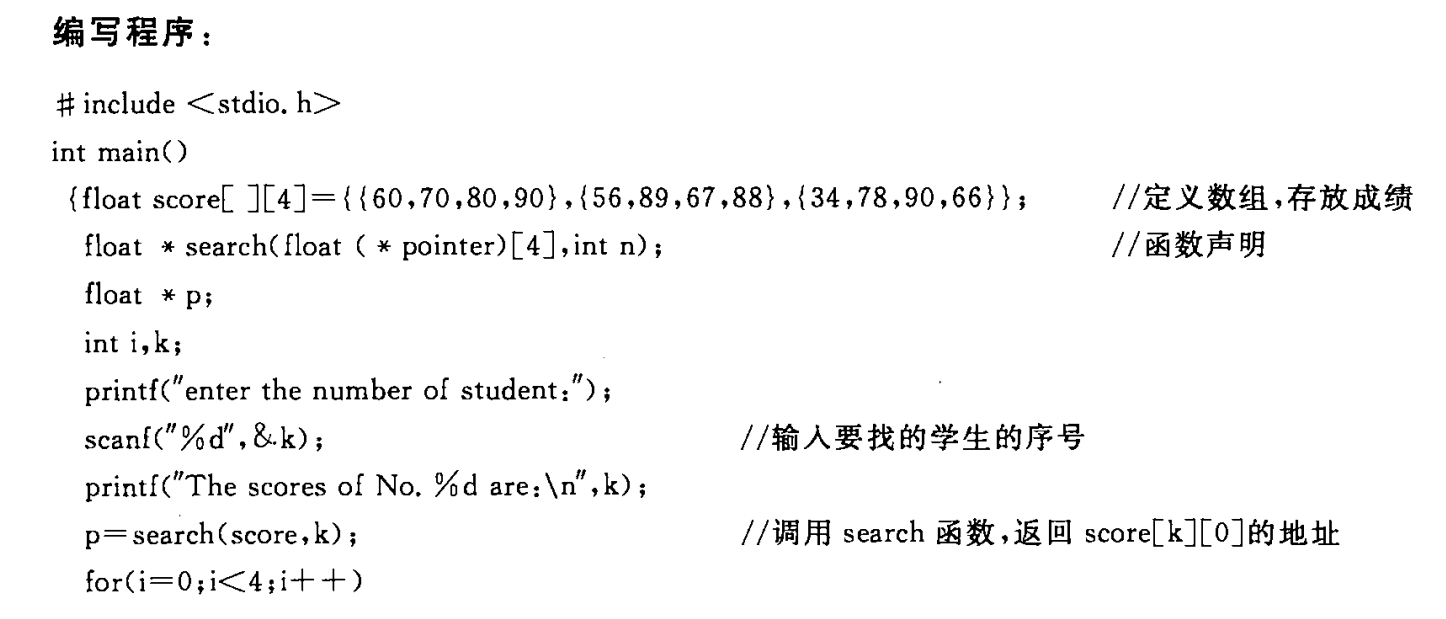 编写程序：
# include <stdio. h>
int main()
{float score[ ][4]={{60,70,80,90},{56,89,67,88},{34,78,90,66}}; //定义数组,存放成绩
float * search(float ( * pointer)[4],int n); //函数声明
float * p;
int i,k;
printf("enter the number of student:");
scanf("%d",&k); //输入要找的学生的序号
printf("The scores of No. %d are:\n",k);
p=search(score,k); //调用 search 函数,返回 score[k][0]的地址
for(i=0;i<4;i++)